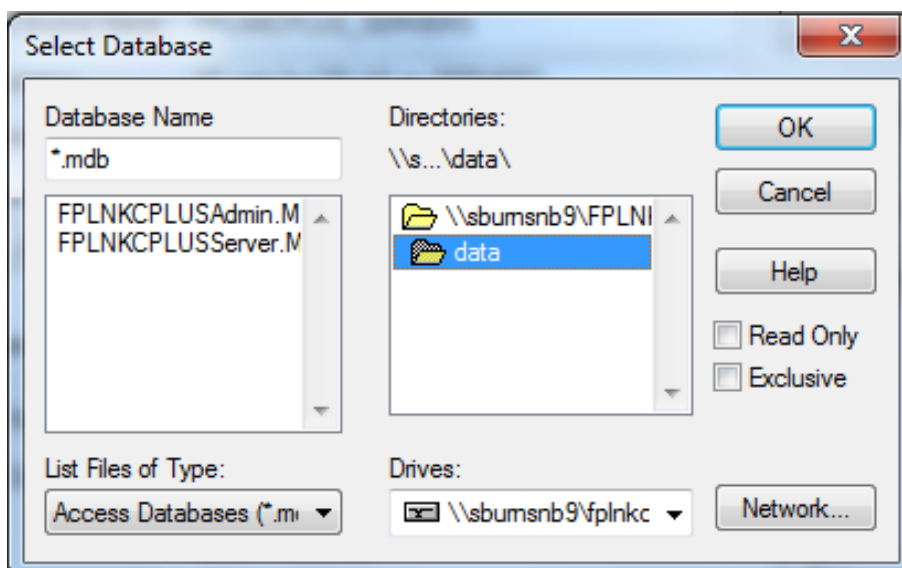 Select Database
Database Name
*.mdb
FPLNKCPLUSAdmin.M
FPLNKCPLUSServer.M
List Files of Type:
Access Databases (*.m
Directories:
\\s...\data\
\\sburnsnb9\FPLN
data
Drives:
\\sburnsnb9\fplnkc
OK
Cancel
Help
Read Only
Exclusive
Network...